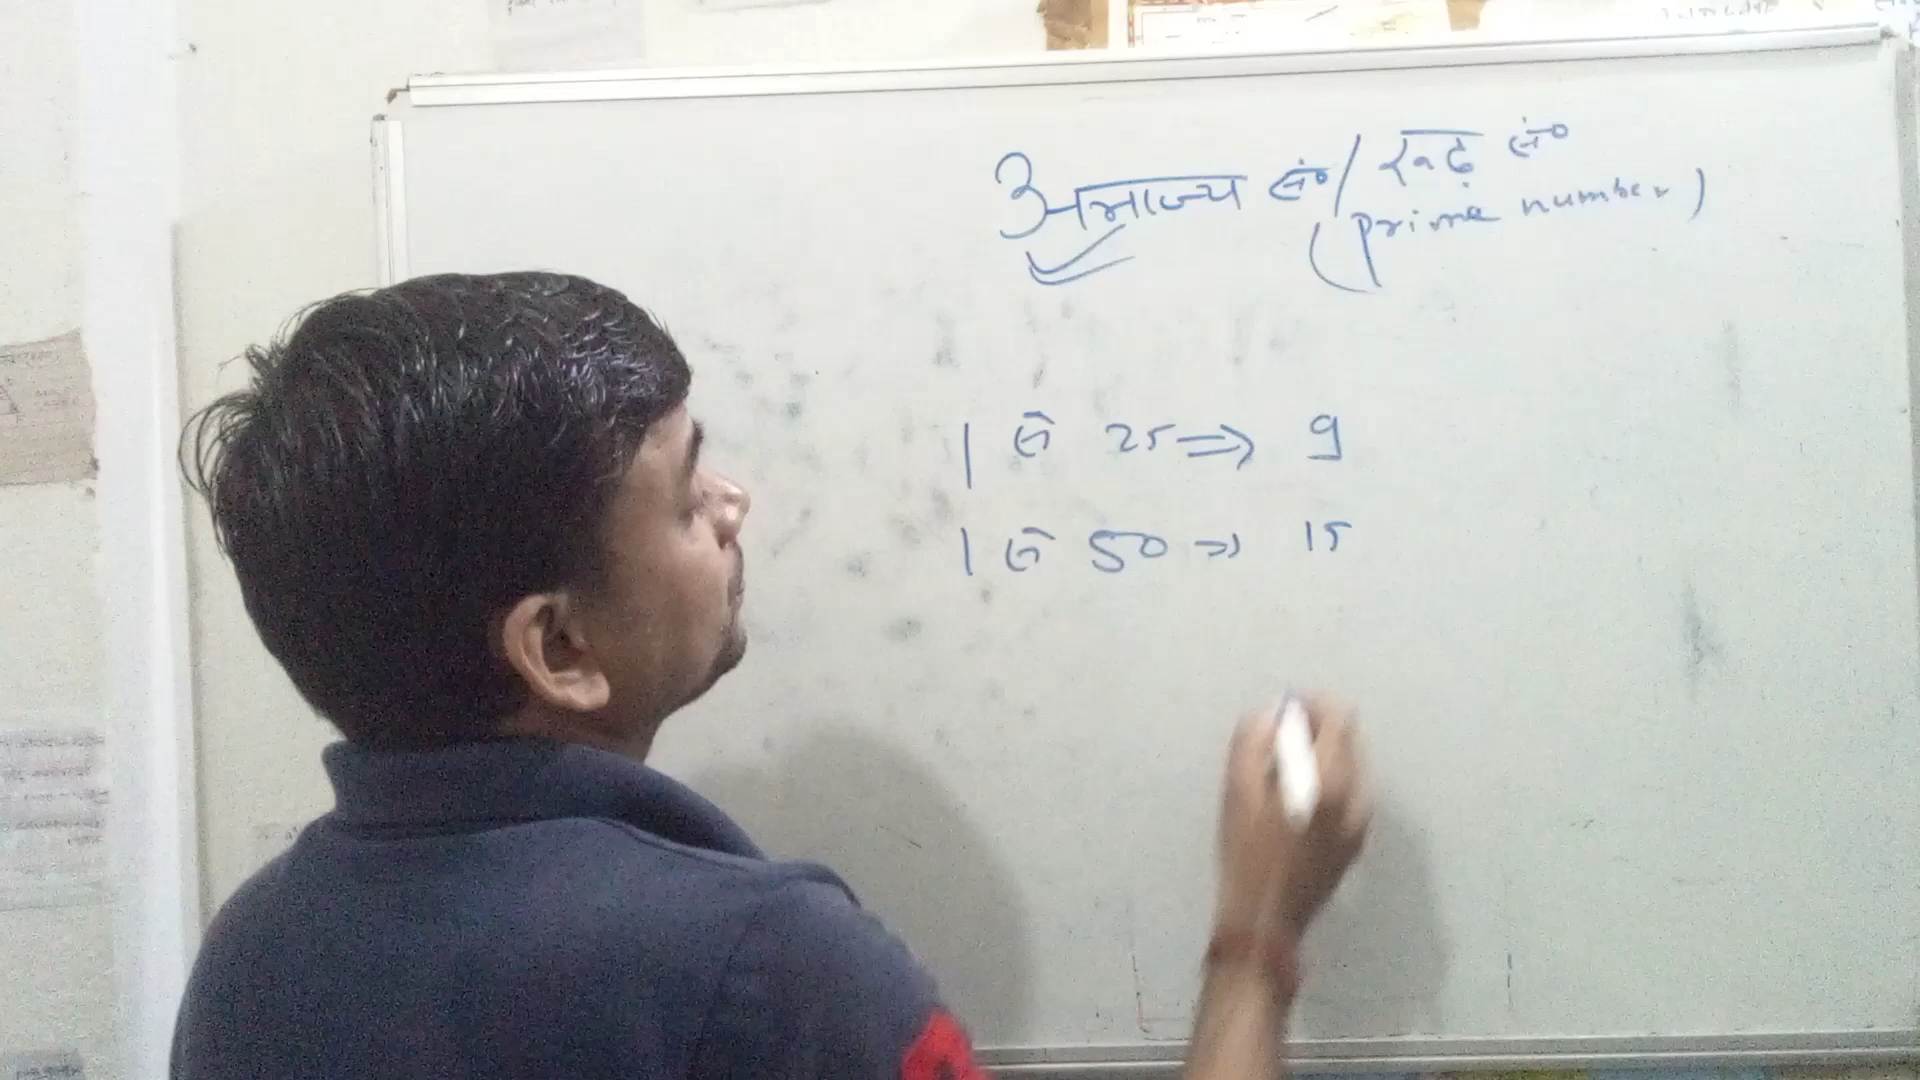 अभाज्य सं० / रूढ़ सं०
(prime number)
1 से 25 ⇒ 9
1 से 50 ⇒ 15